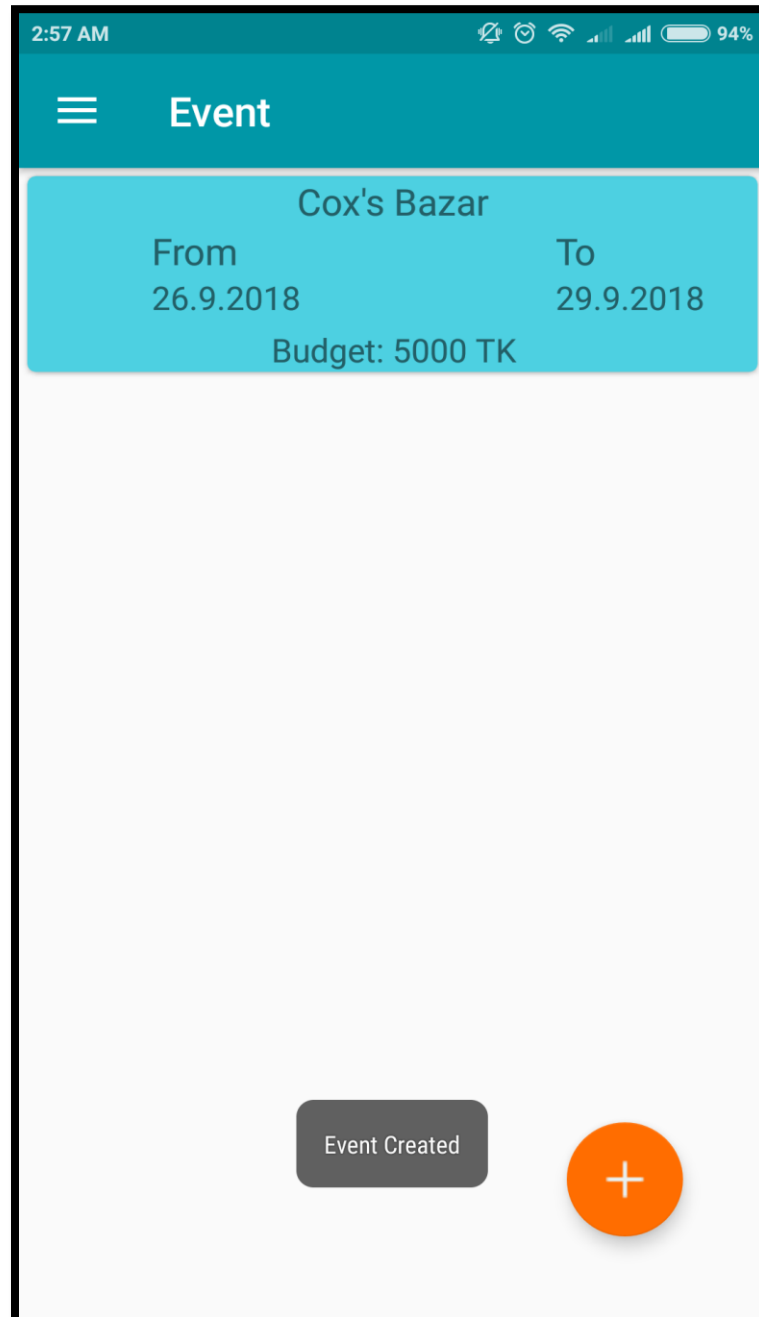 2:57 AM 94%
Event
Cox's Bazar
From To
26.9.2018 29.9.2018
Budget: 5000 TK
Event Created